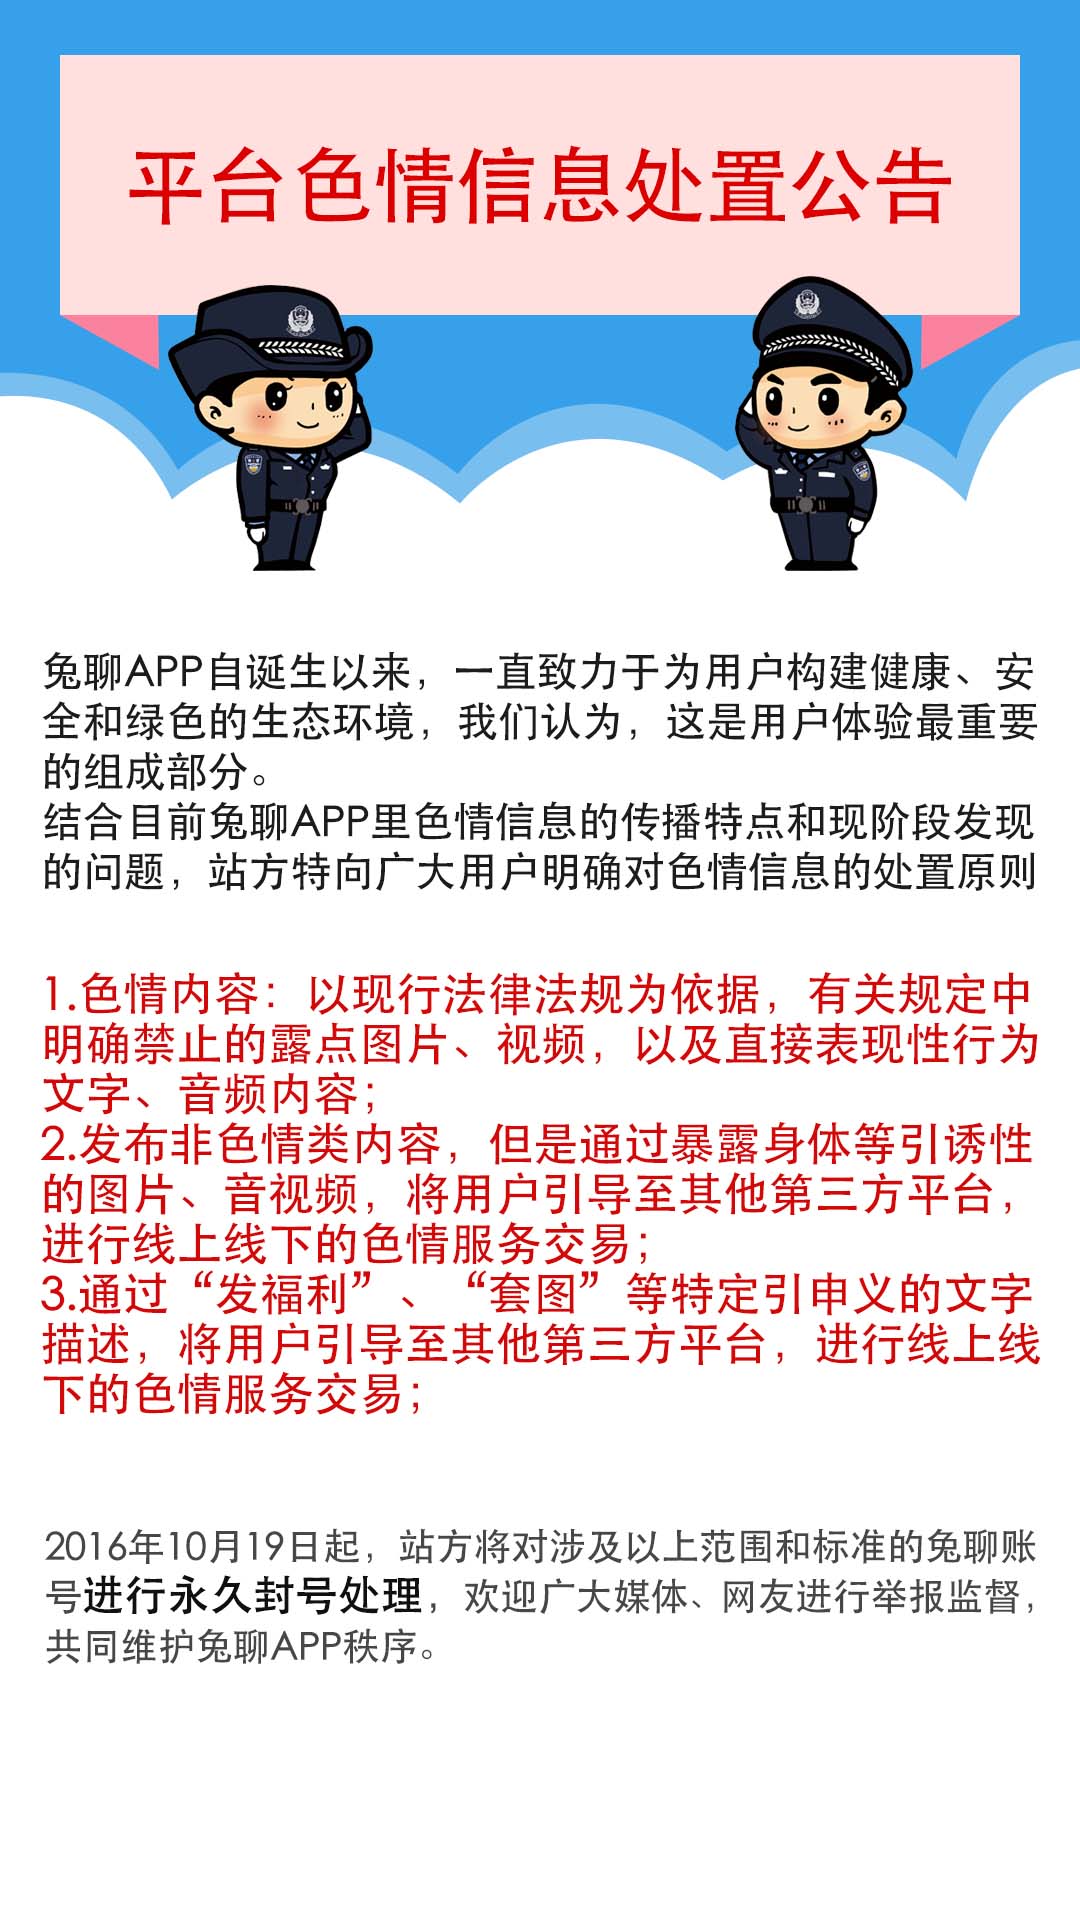 平台色情信息处置公告
兔聊APP自诞生以来，一直致力于为用户构建健康、安
全和绿色的生态环境，我们认为，这是用户体验最重要
的组成部分。
结合目前兔聊APP里色情信息的传播特点和现阶段发现
的问题，站方特向广大用户明确对色情信息的处置原则
1.色情内容：以现行法律法规为依据，有关规定中
明确禁止的露点图片、视频，以及直接表现性行为
文字、音频内容；
2.发布非色情类内容，但是通过暴露身体等引诱性
的图片、音视频，将用户引导至其他第三方平台，
进行线上线下的色情服务交易；
3.通过“发福利”、“套图”等特定引申义的文字
描述，将用户引导至其他第三方平台，进行线上线
下的色情服务交易；
2016年10月19日起，站方将对涉及以上范围和标准的兔聊账
号进行永久封号处理，欢迎广大媒体、网友进行举报监督，
共同维护兔聊APP秩序。